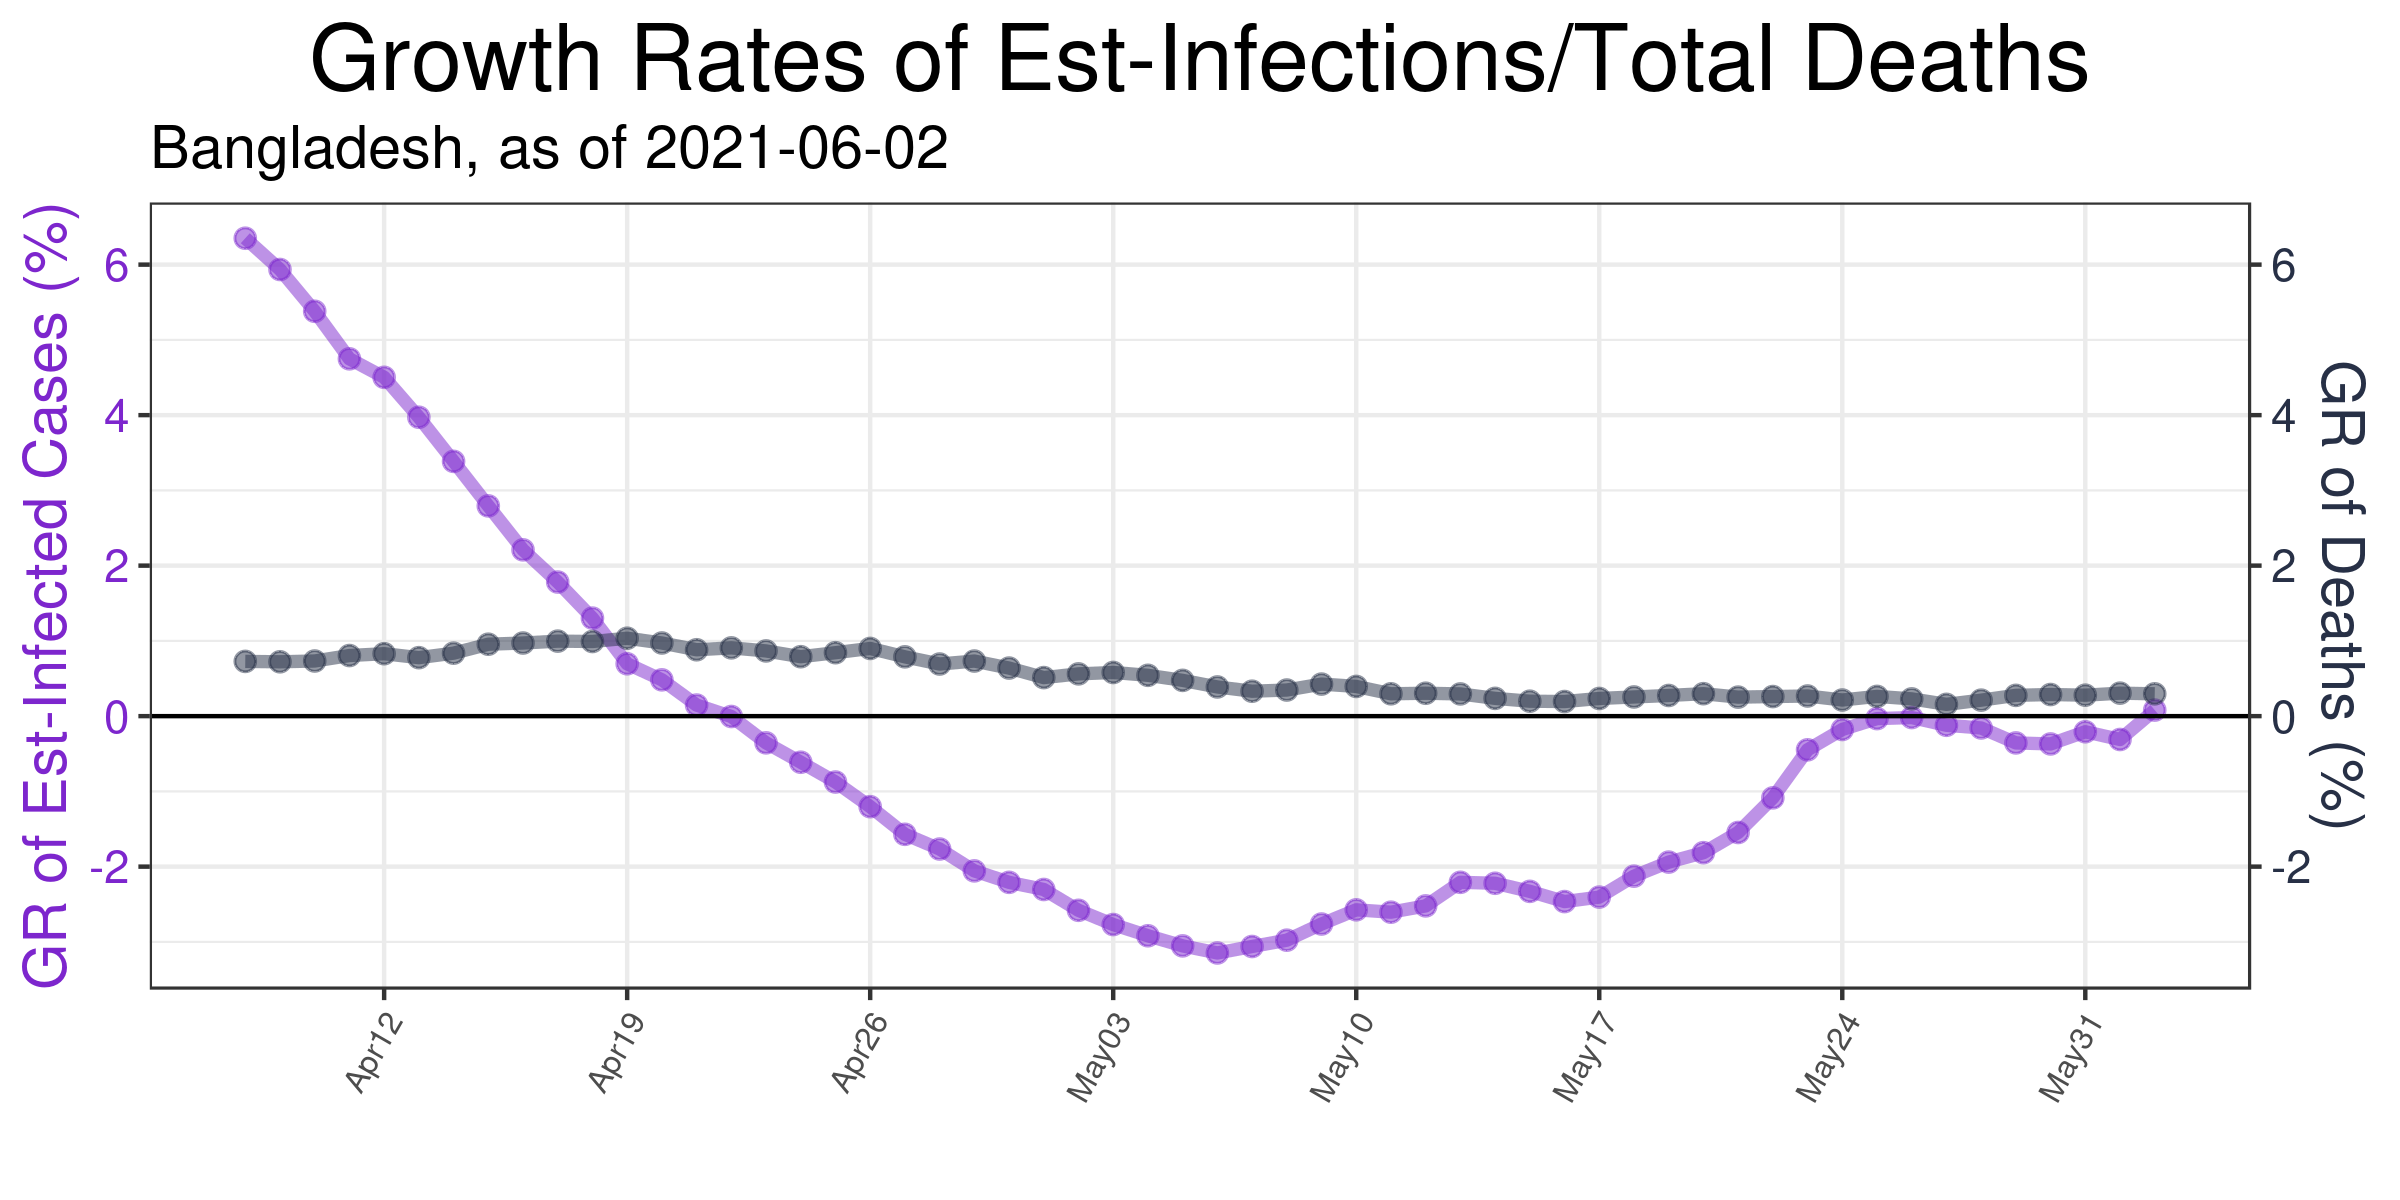 Growth Rates of Est-Infections/Total Deaths
Bangladesh, as of 2021-06-02
GR of Est-Infected Cases (%)
6
4
2
0
-2
6
4
2
0
-2
GR of Deaths (%)
Apr12
Apr19
Apr26
May03
May10
May17
May24
May31